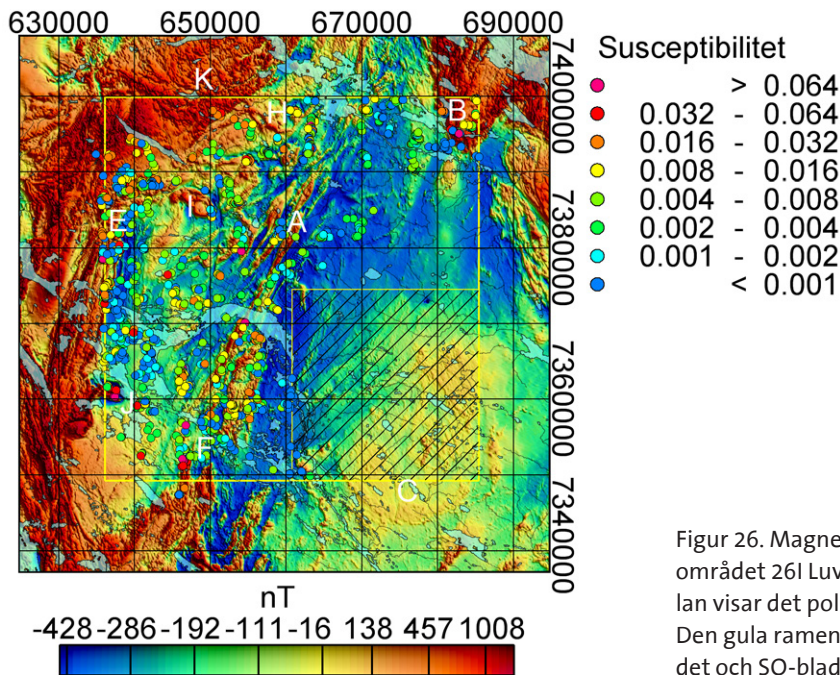 630000 650000 670000 690000
7400000
7380000
7360000
7340000
K
H
B
I
E
A
J
F
C
Susceptibilitet
> 0.064
0.032 - 0.064
0.016 - 0.032
0.008 - 0.016
0.004 - 0.008
0.002 - 0.004
0.001 - 0.002
< 0.001
nT
-428 -286 -192 -111 -16 138 457 1008
Figur 26. Magne
området 26I Luv
lan visar det pol
Den gula ramen
det och SO-blad